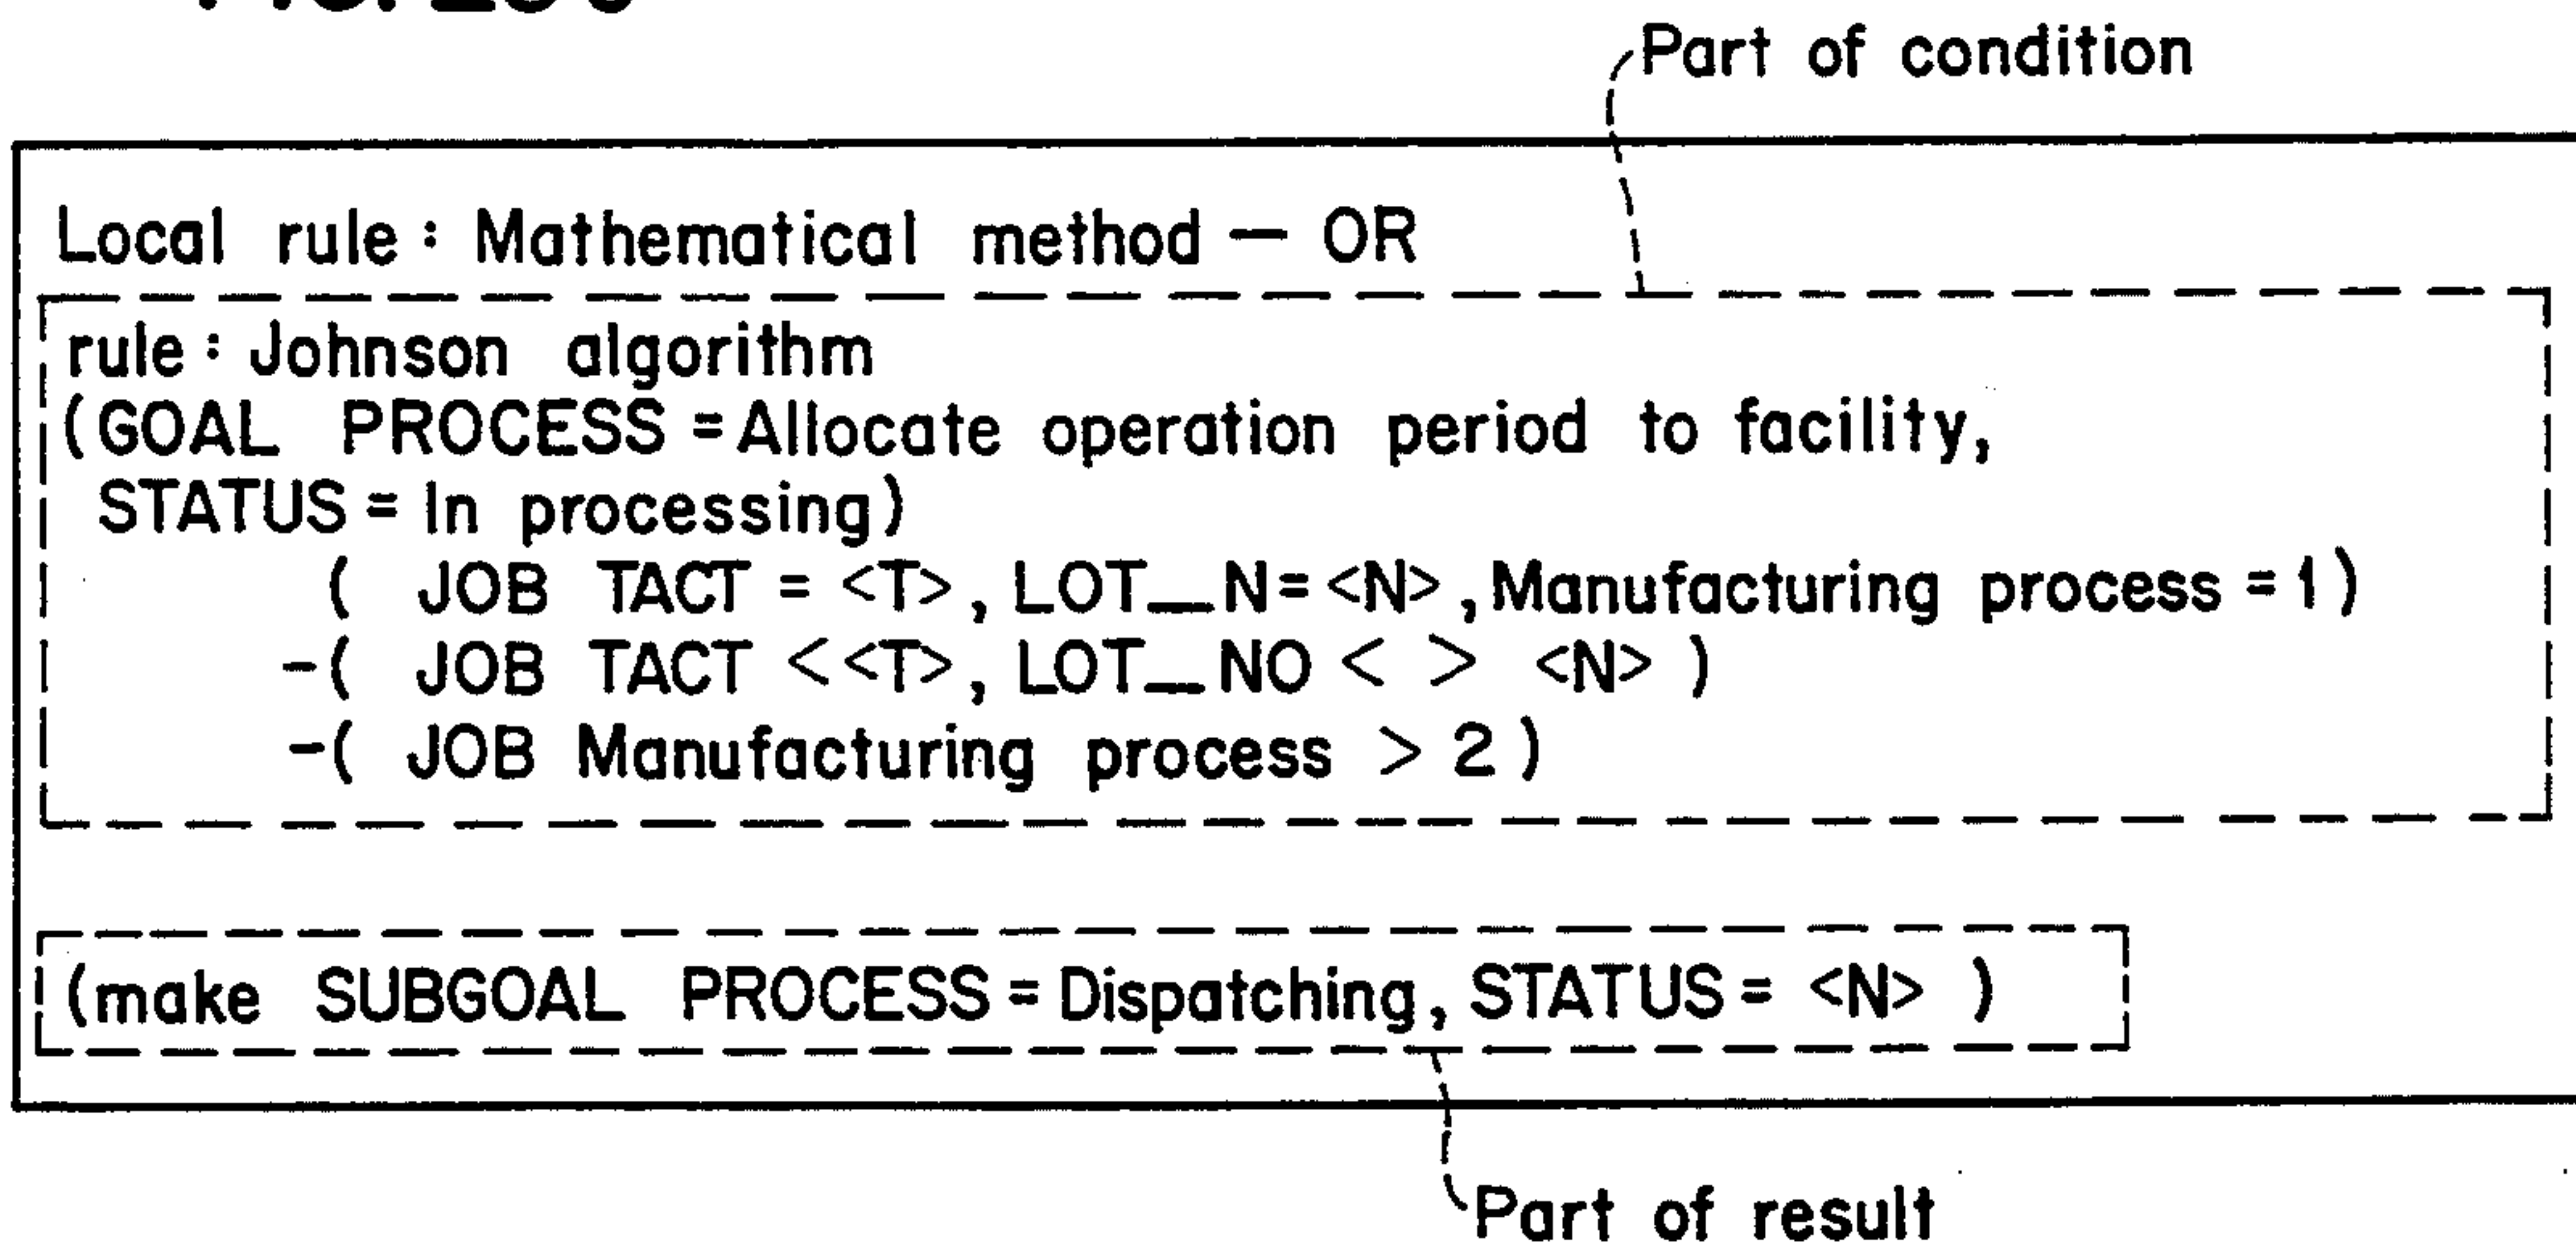 Part of condition
Local rule : Mathematical method — OR
rule : Johnson algorithm
(GOAL PROCESS = Allocate operation period to facility,
STATUS = In processing)
( JOB TACT = <T>, LOT__N = <N>, Manufacturing process = 1 )
-( JOB TACT < <T>, LOT__NO < > <N> )
-( JOB Manufacturing process > 2 )
(make SUBGOAL PROCESS = Dispatching, STATUS = <N> )
Part of result